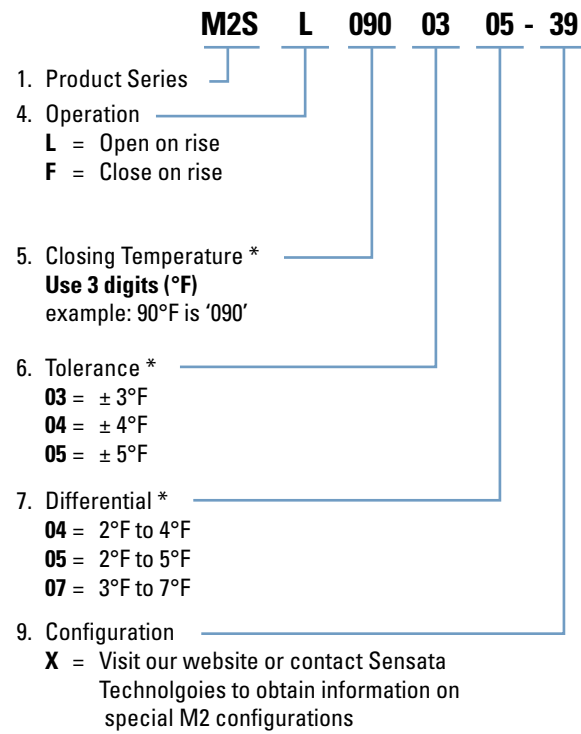 M2S L 090 03 05 - 39
1. Product Series
4. Operation
L = Open on rise
F = Close on rise
5. Closing Temperature *
Use 3 digits (°F)
example: 90°F is ‘090’
6. Tolerance *
03 = ± 3°F
04 = ± 4°F
05 = ± 5°F
7. Differential *
04 = 2°F to 4°F
05 = 2°F to 5°F
07 = 3°F to 7°F
9. Configuration
X = Visit our website or contact Sensata
Technolgoies to obtain information on
special M2 configurations